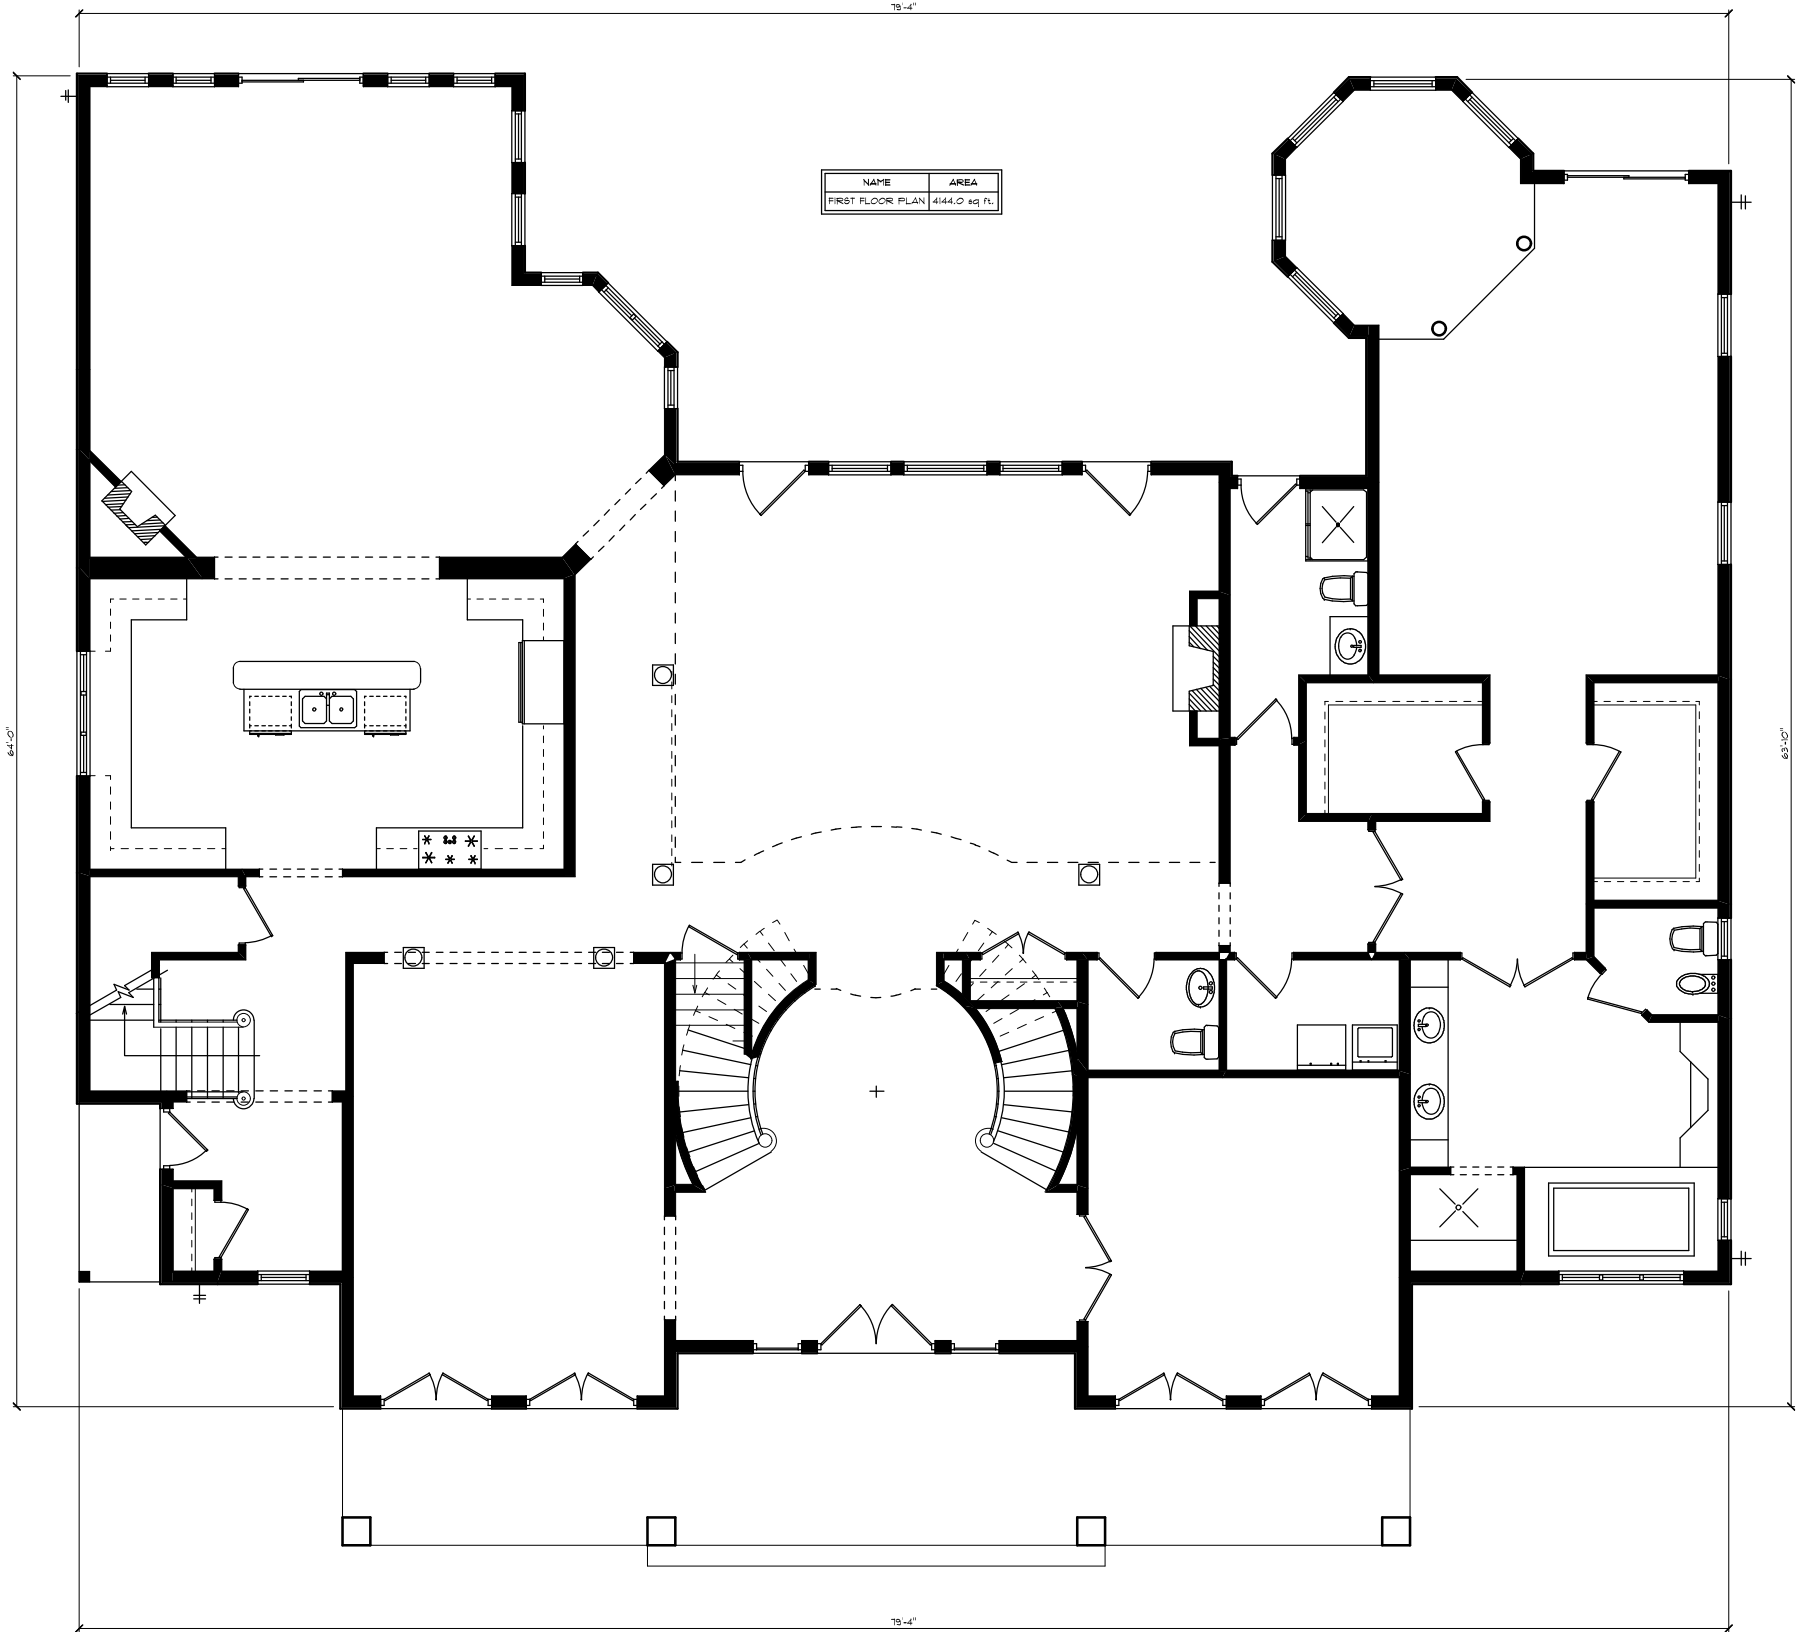 79'-4"
NAME AREA
FIRST FLOOR PLAN 4144.0 sq ft.
64'-0"
63'-10"
79'-4"